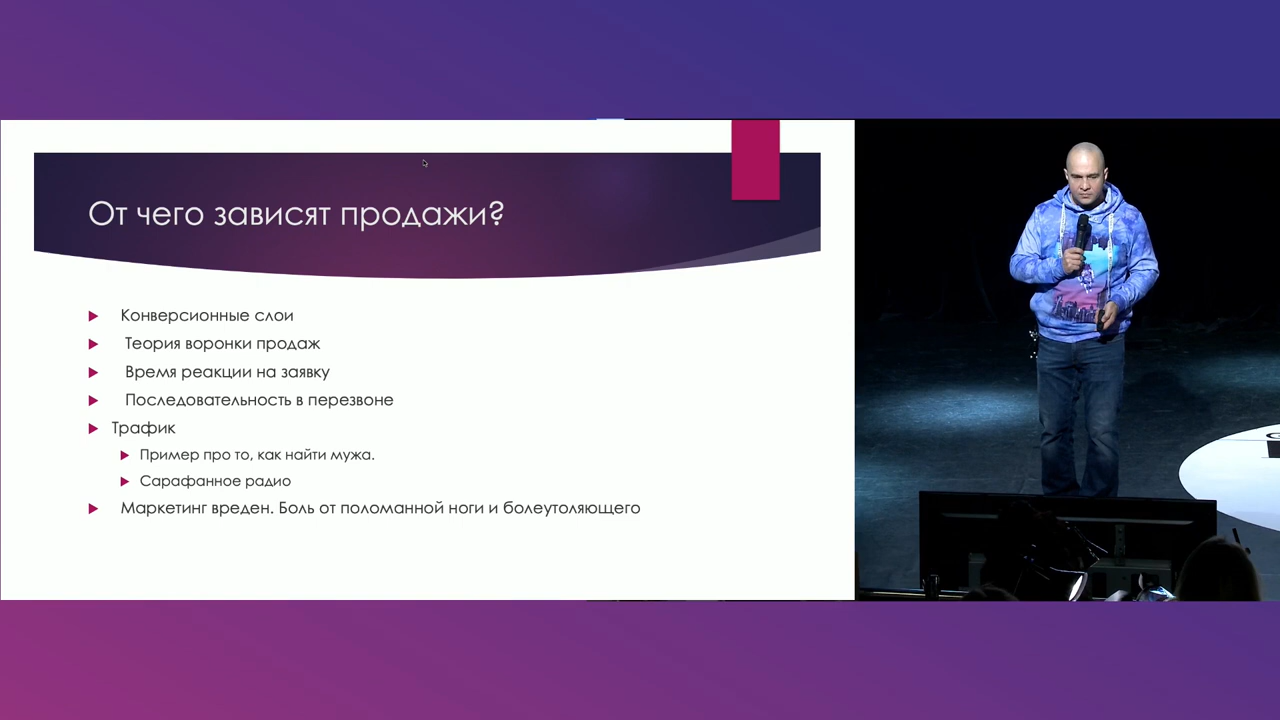 От чего зависят продажи?
Конверсионные слои
Теория воронки продаж
Время реакции на заявку
Последовательность в перезвоне
Трафик
Пример про то, как найти мужа.
Сарафанное радио
Маркетинг вреден. Боль от поломанной ноги и болеутоляющего